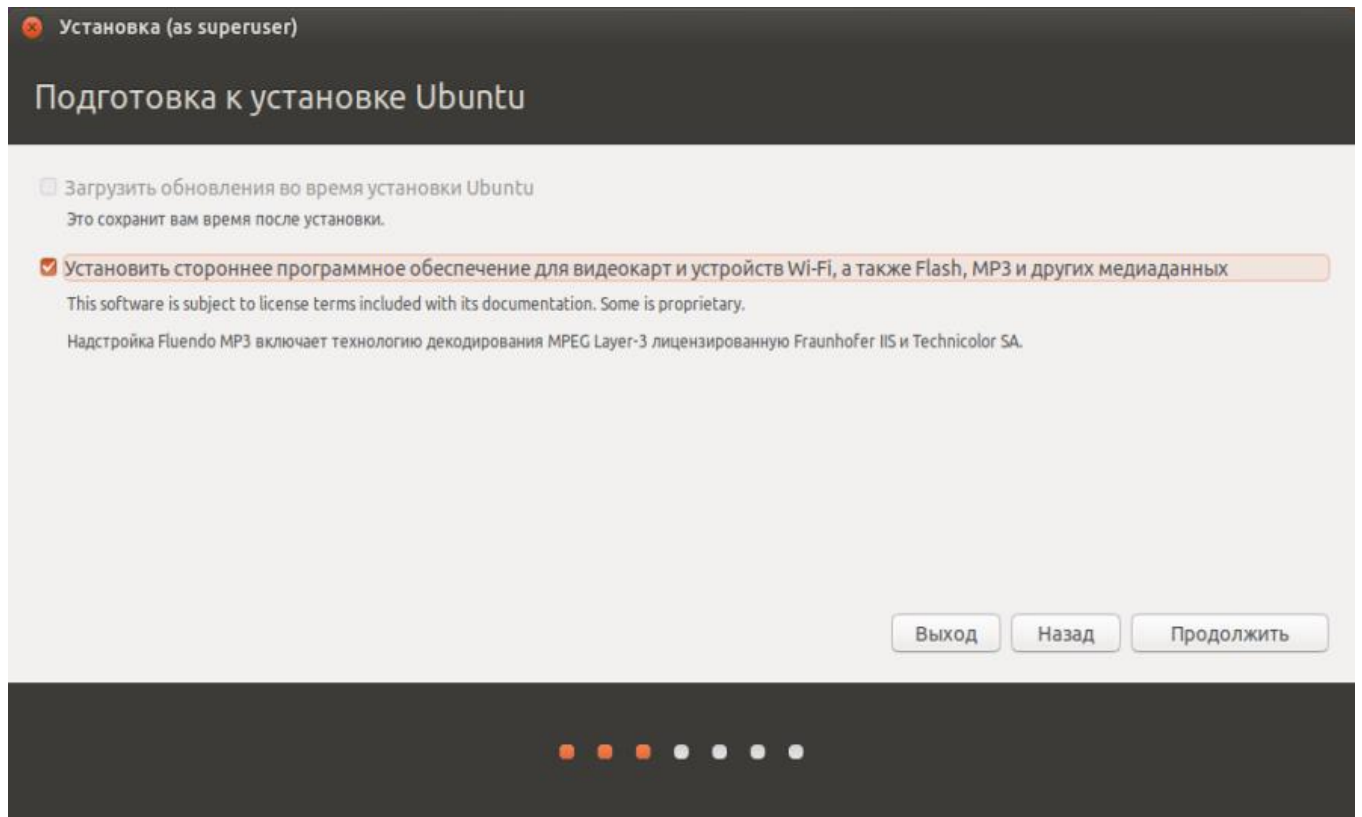 Установка (as superuser)
Подготовка к установке Ubuntu
Загрузить обновления во время установки Ubuntu
Это сохранит вам время после установки.
Установить стороннее программное обеспечение для видеокарт и устройств Wi-Fi, а также Flash, MP3 и других медиаданных
This software is subject to license terms included with its documentation. Some is proprietary.
Надстройка Fluendo MP3 включает технологию декодирования MPEG Layer-3 лицензированную Fraunhofer IIS и Technicolor SA.
Выход Назад Продолжить